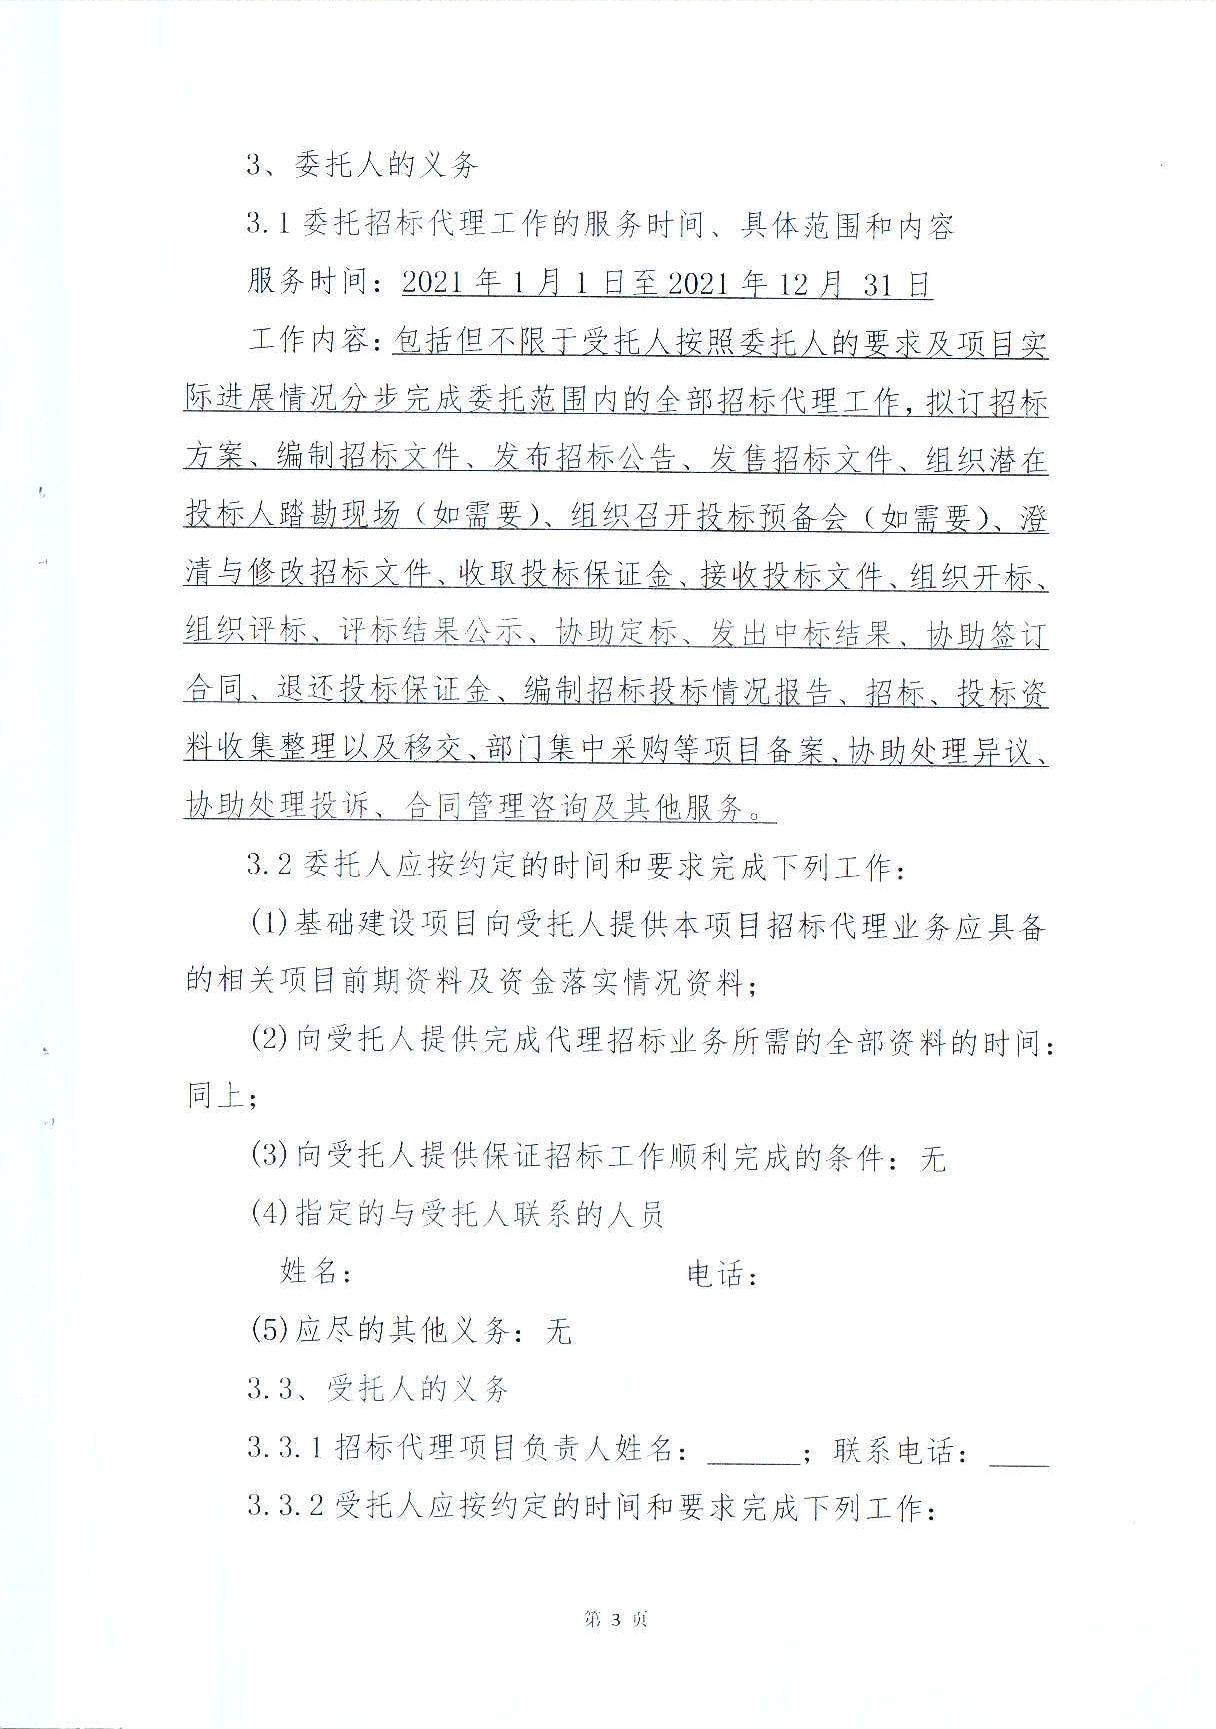 3、委托人的义务
3.1委托招标代理工作的服务时间、具体范围和内容
服务时间：2021年1月1日至2021年12月 31日
工作内容：包括但不限于受托人按照委托人的要求及项目实
际进展情况分步完成委托范围内的全部招标代理工作，拟订招标
方案、编制招标文件、发布招标公告、发售招标文件、组织潜在
投标人踏勘现场（如需要）、组织召开投标预备会（如需要）、澄
清与修改招标文件、收取投标保证金、接收投标文件、组织开标、
组织评标、评标结果公示、协助定标、发出中标结果、协助签订
合同、退还投标保证金、编制招标投标情况报告、招标、投标资
料收集整理以及移交、部门集中采购等项目备案、协助处理异议、
协助处理投诉、合同管理咨询及其他服务。
3.2委托人应按约定的时间和要求完成下列工作：
(1)基础建设项目向受托人提供本项目招标代理业务应具备
的相关项目前期资料及资金落实情况资料；
(2)向受托人提供完成代理招标业务所需的全部资料的时间：
同上；
(3)向受托人提供保证招标工作顺利完成的条件：无
(4)指定的与受托人联系的人员
姓名： 电话：
(5)应尽的其他义务：无
3.3、受托人的义务
3.3.1招标代理项目负责人姓名：______；联系电话：____
3.3.2受托人应按约定的时间和要求完成下列工作：
第 3 页